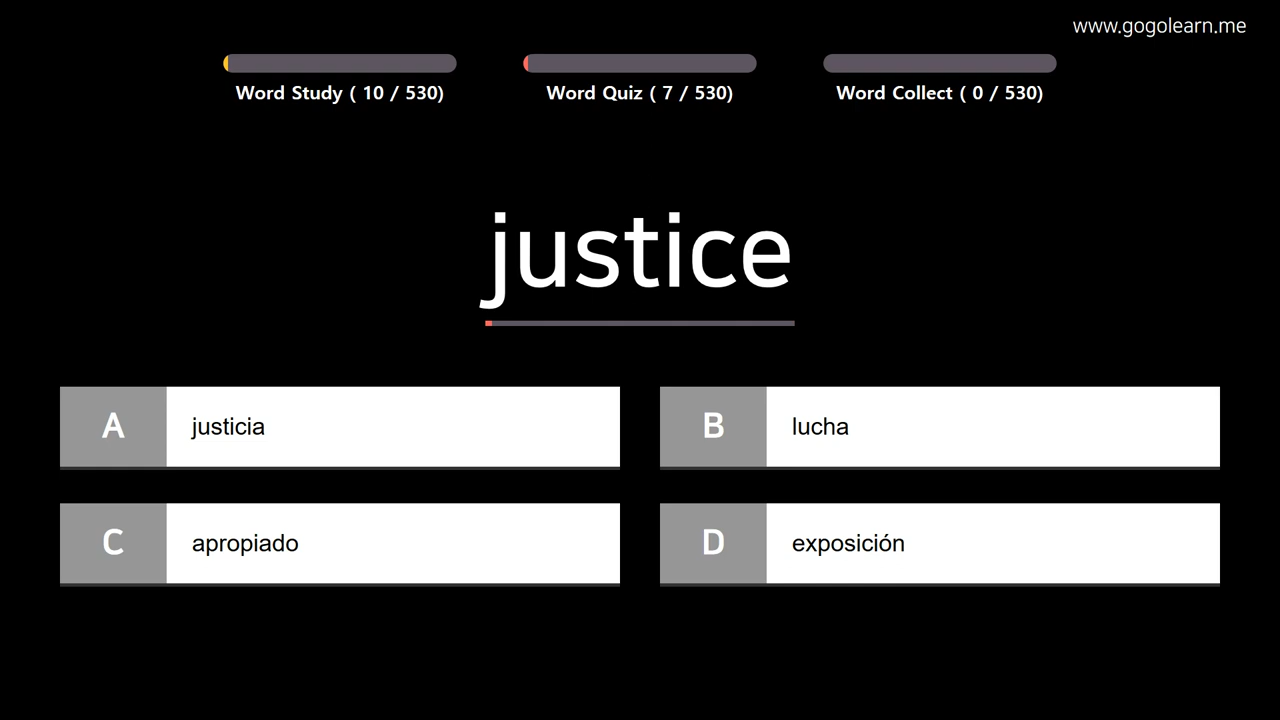 www.gogolearn.me
Word Study ( 10 / 530)
Word Quiz ( 7 / 530)
Word Collect ( 0 / 530)
justice
A justicia
B lucha
C apropiado
D exposición